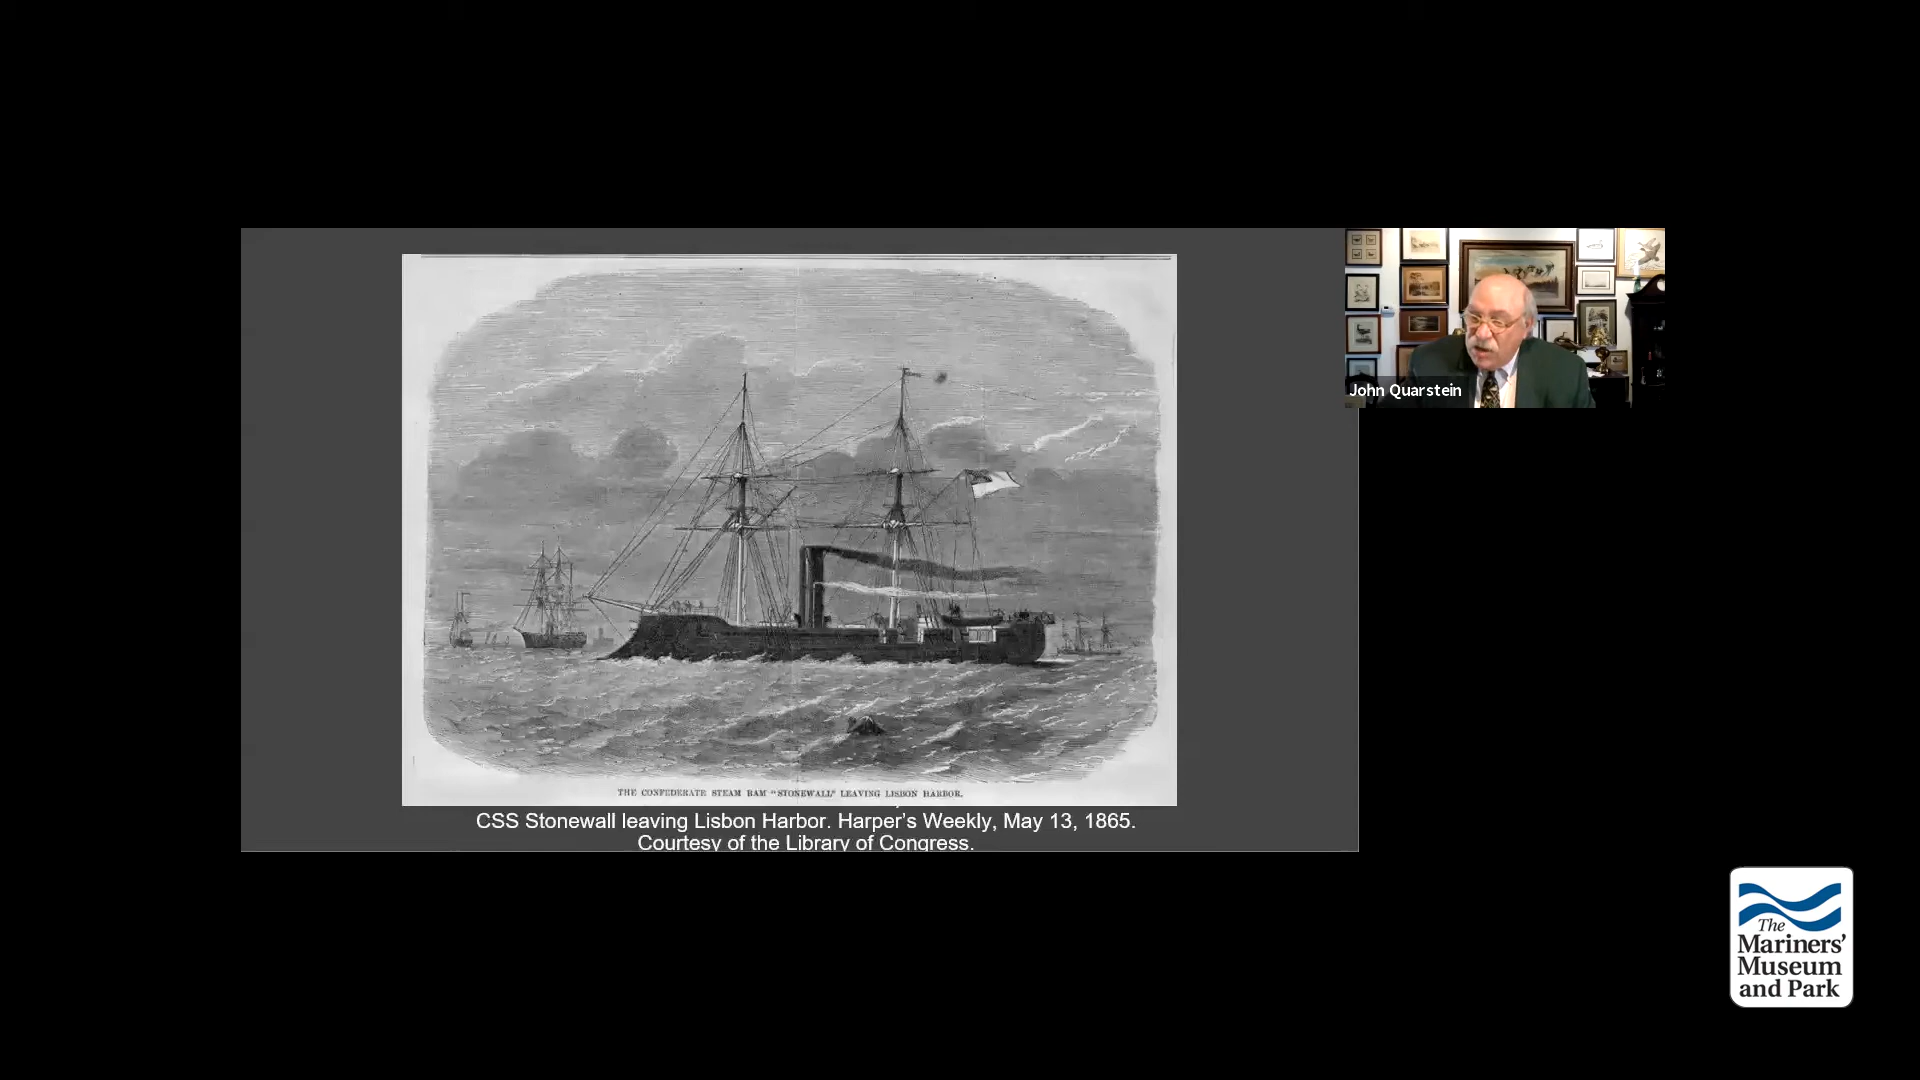 THE CONFEDERATE STEAM RAM "STONEWALL" LEAVING LISBON HARBOR.
CSS Stonewall leaving Lisbon Harbor. Harper's Weekly, May 13, 1865.
Courtesy of the Library of Congress.
John Quarstein
The
Mariners'
Museum
and Park